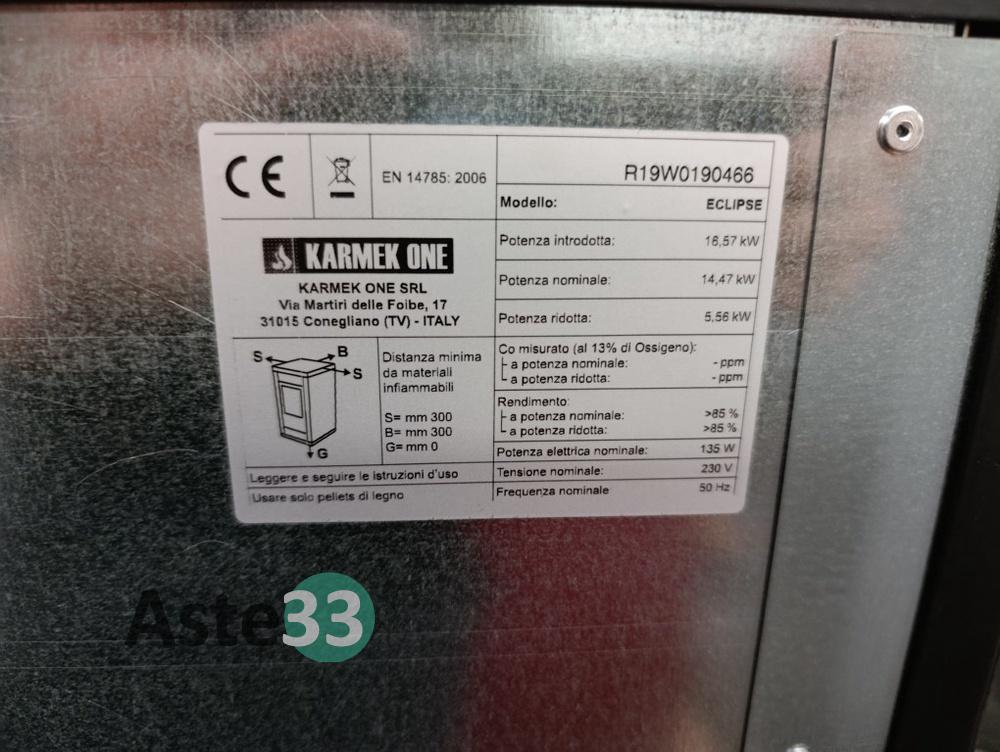 CE
EN 14785: 2006
R19W0190466
Modello: ECLIPSE
KARMEK ONE
KARMEK ONE SRL
Via Martiri delle Foibe, 17
31015 Conegliano (TV) - ITALY
Potenza introdotta: 16,57 kW
Potenza nominale: 14,47 kW
Potenza ridotta: 5,56 kW
S
B
S
G
Distanza minima
da materiali
infiammabili
S= mm 300
B= mm 300
G= mm 0
Co misurato (al 13% di Ossigeno):
a potenza nominale: - ppm
a potenza ridotta: - ppm
Rendimento:
a potenza nominale: >85 %
a potenza ridotta: >85 %
Potenza elettrica nominale: 135 W
Tensione nominale: 230 V
Frequenza nominale 50 Hz
Leggere e seguire le istruzioni d'uso
Usare solo pellets di legno
Aste33